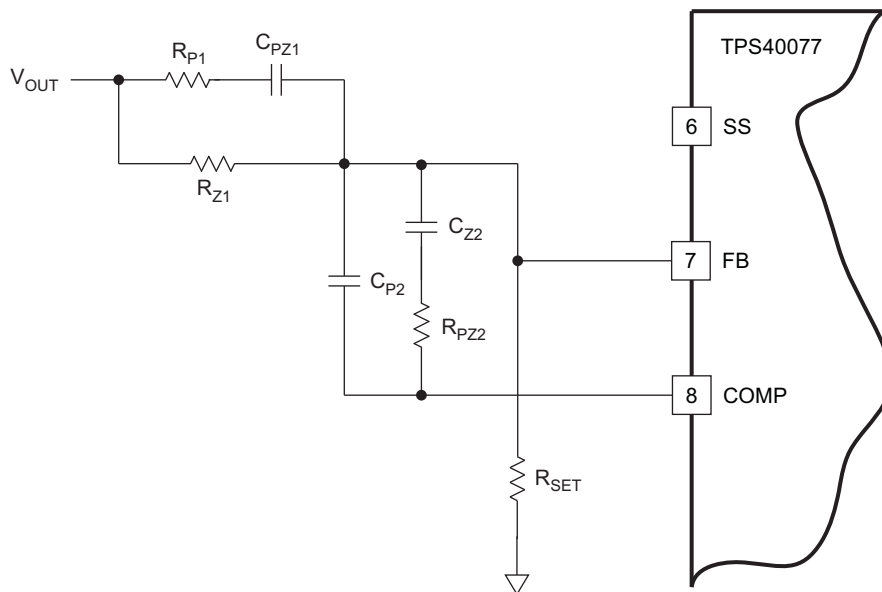 TPS40077
R_P1
C_PZ1
V_OUT
6 SS
R_Z1
C_Z2
7 FB
C_P2
R_PZ2
8 COMP
R_SET